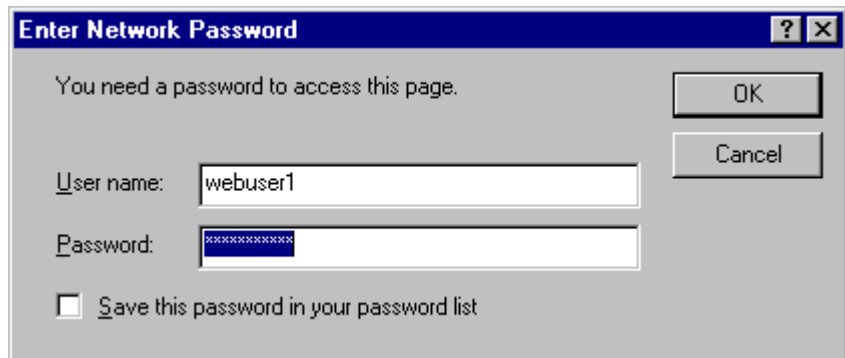 Enter Network Password
You need a password to access this page.
OK
Cancel
User name: webuser1
Password: ***********
Save this password in your password list